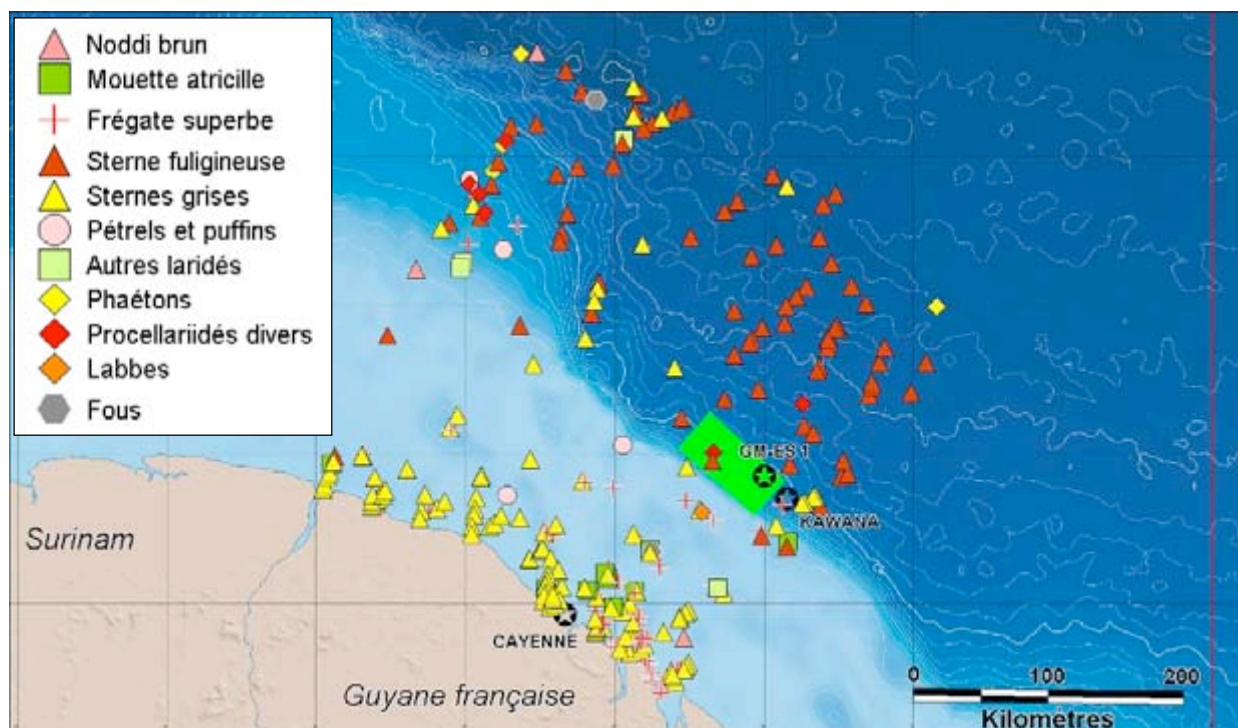 Noddi brun
Mouette atricille
Frégate superbe
Sterne fuligineuse
Sternes grises
Pétrels et puffins
Autres laridés
Phaétons
Procellariidés divers
Labbes
Fous
GM-ES 1
KAWANA
Surinam
CAYENNE
Guyane française
0 100 200
Kilométres